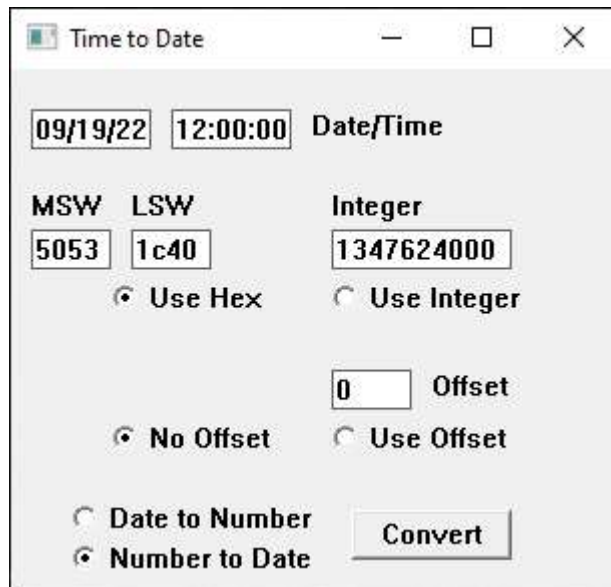 Time to Date
09/19/22 12:00:00 Date/Time
MSW LSW Integer
5053 1c40 1347624000
Use Hex Use Integer
0 Offset
No Offset Use Offset
Date to Number
Number to Date
Convert